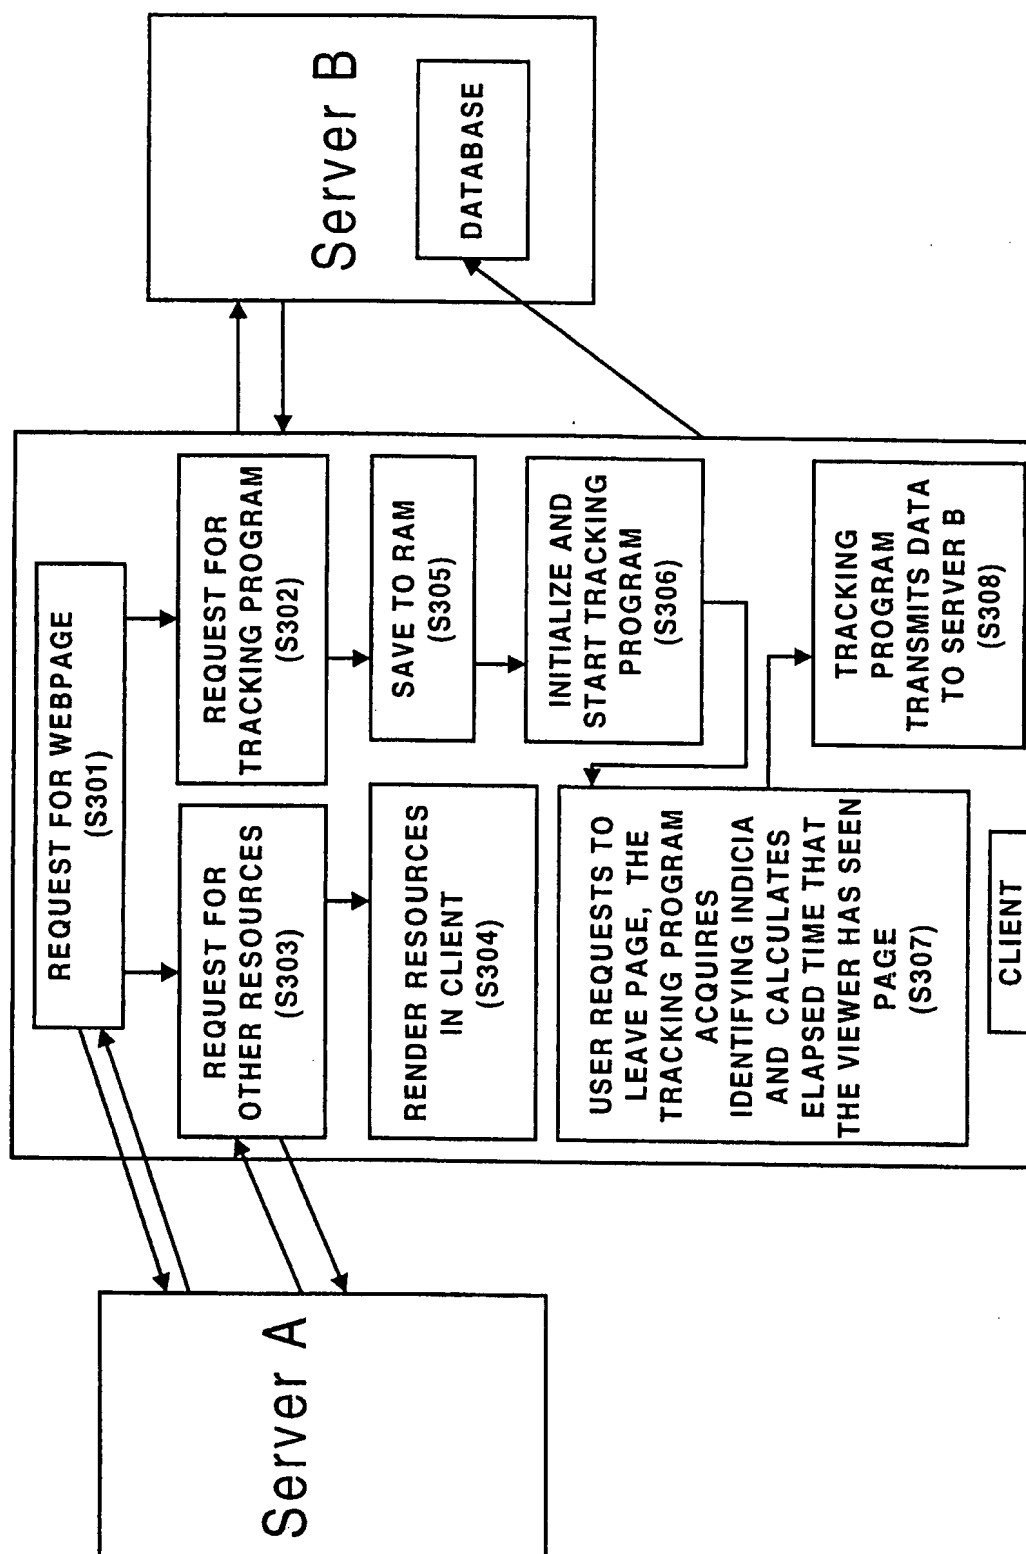 Server A
REQUEST FOR WEBPAGE
(S301)
REQUEST FOR
OTHER RESOURCES
(S303)
REQUEST FOR
TRACKING PROGRAM
(S302)
RENDER RESOURCES
IN CLIENT
(S304)
SAVE TO RAM
(S305)
INITIALIZE AND
START TRACKING
PROGRAM
(S306)
USER REQUESTS TO
LEAVE PAGE, THE
TRACKING PROGRAM
ACQUIRES
IDENTIFYING INDICIA
AND CALCULATES
ELAPSED TIME THAT
THE VIEWER HAS SEEN
PAGE
(S307)
TRACKING
PROGRAM
TRANSMITS DATA
TO SERVER B
(S308)
CLIENT
Server B
DATABASE